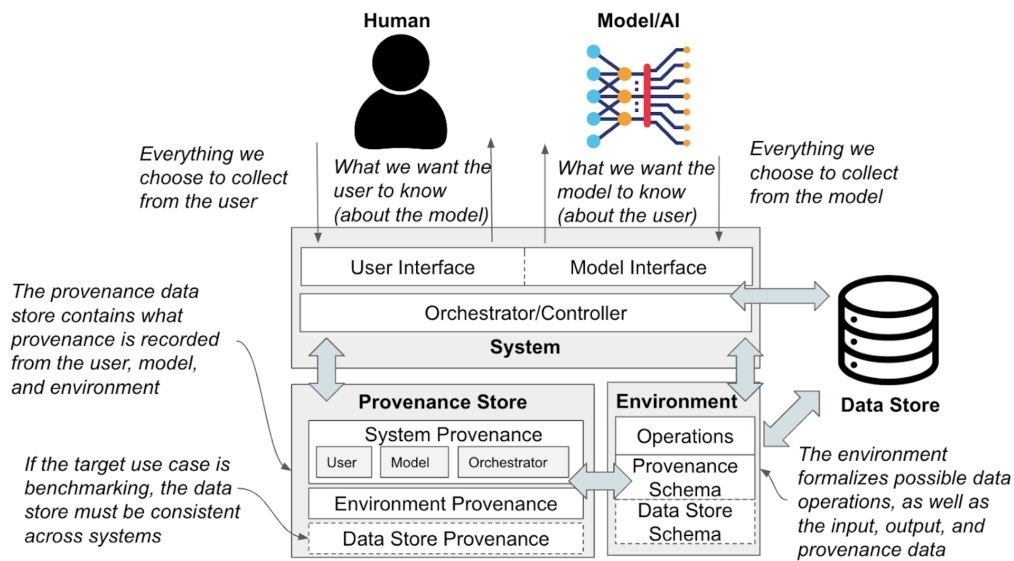 Human
Model/AI
Everything we
choose to collect
from the user
What we want the
user to know
(about the model)
What we want the
model to know
(about the user)
Everything we
choose to collect
from the model
User Interface
Model Interface
Orchestrator/Controller
System
The provenance data
store contains what
provenance is recorded
from the user, model,
and environment
Data Store
Provenance Store
System Provenance
User
Model
Orchestrator
Environment Provenance
Data Store Provenance
Environment
Operations
Provenance
Schema
Data Store
Schema
If the target use case is
benchmarking, the data
store must be consistent
across systems
The environment
formalizes possible data
operations, as well as
the input, output, and
provenance data